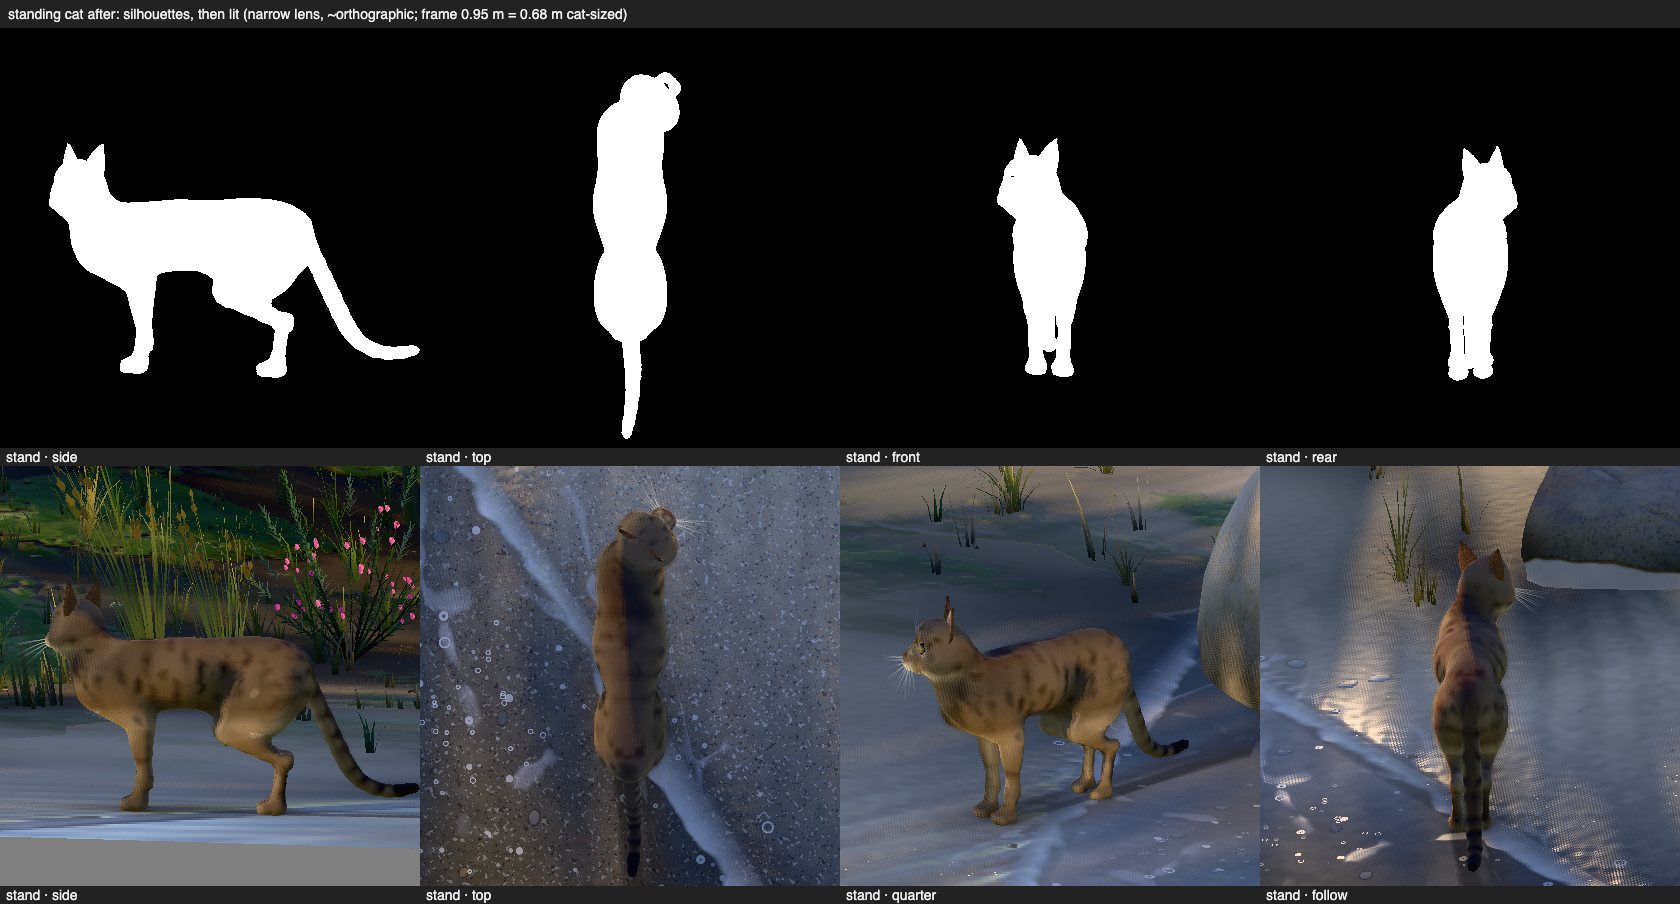 standing cat after: silhouettes, then lit (narrow lens, ~orthographic; frame 0.95 m = 0.68 m cat-sized)
stand · side
stand · top
stand · front
stand · rear
stand · side
stand · top
stand · quarter
stand · follow